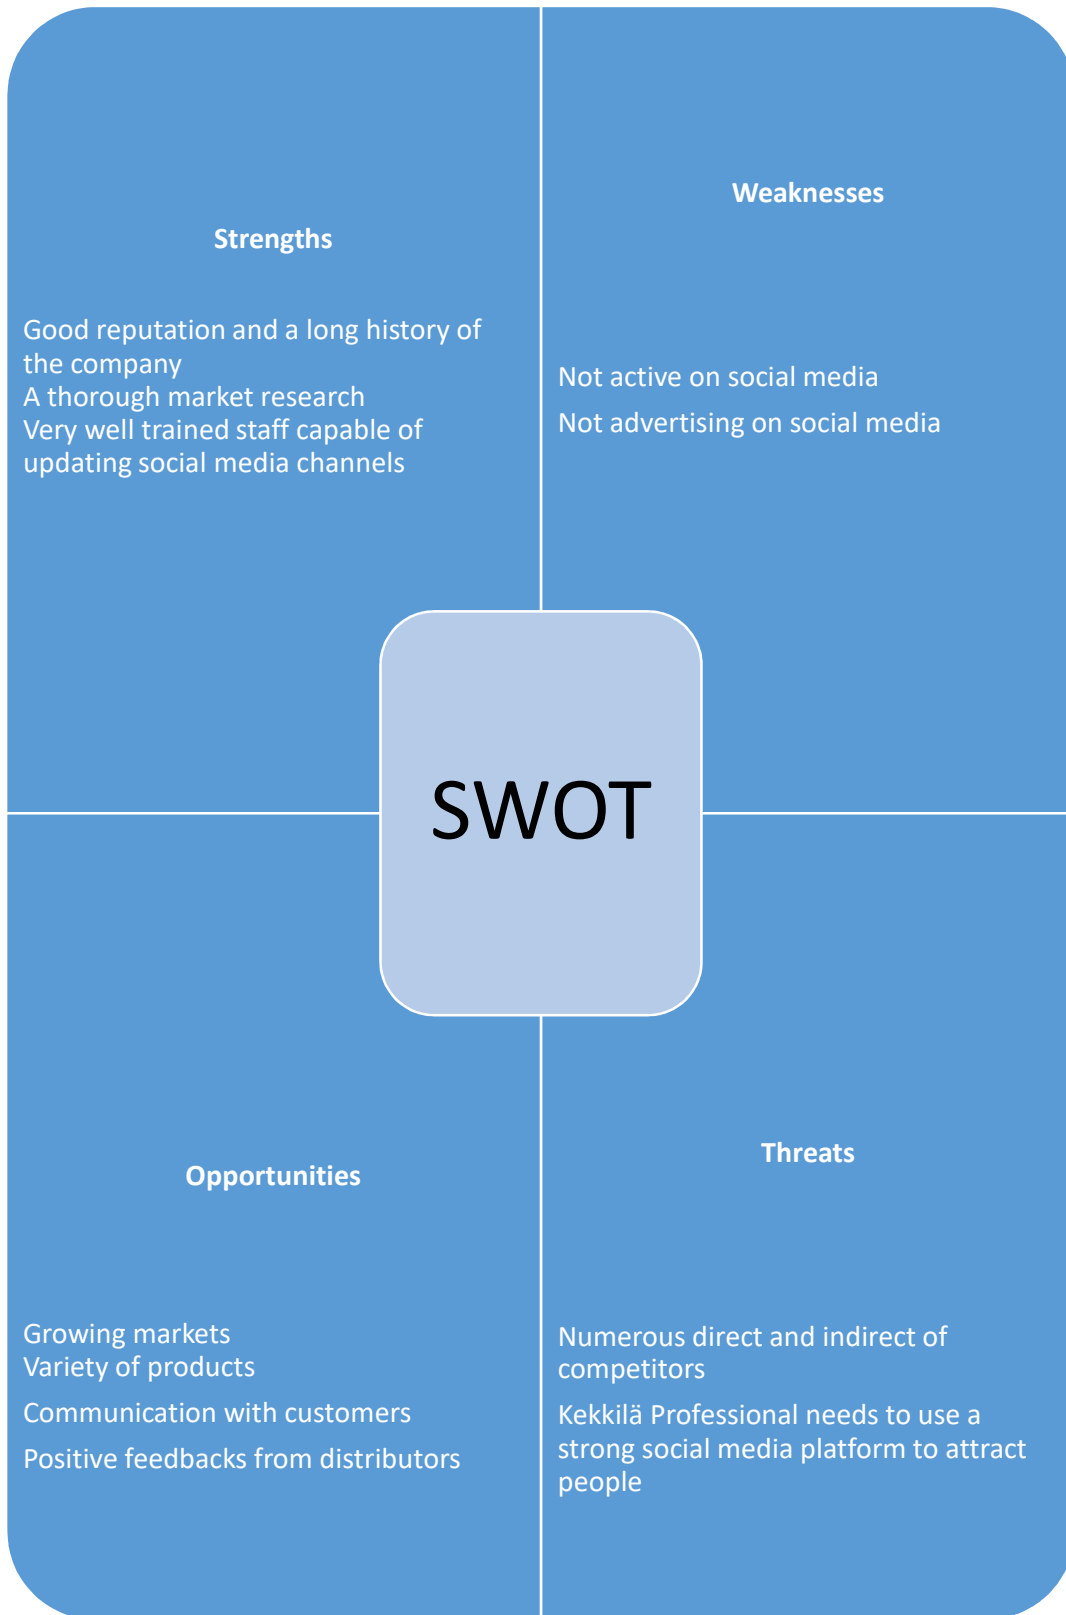 Strengths
Good reputation and a long history of
the company
A thorough market research
Very well trained staff capable of
updating social media channels
Weaknesses
Not active on social media
Not advertising on social media
SWOT
Opportunities
Growing markets
Variety of products
Communication with customers
Positive feedbacks from distributors
Threats
Numerous direct and indirect of
competitors
Kekkilä Professional needs to use a
strong social media platform to attract
people